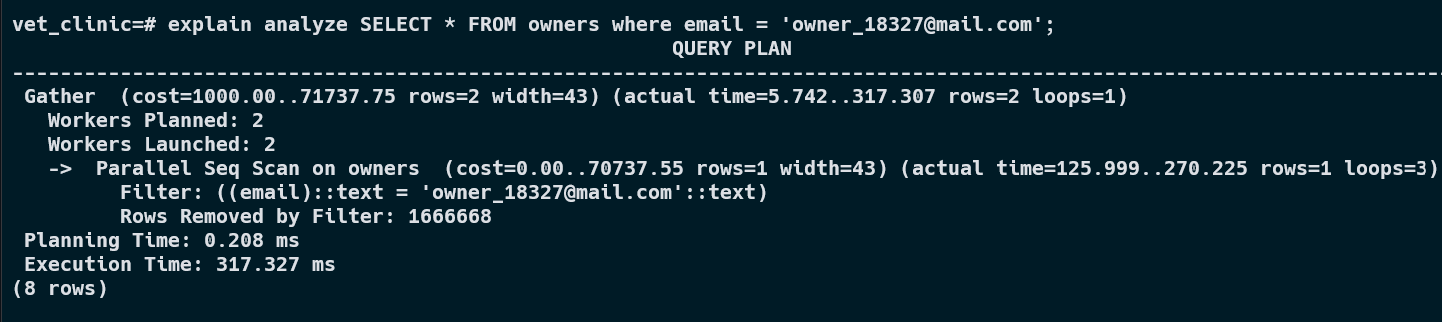 vet_clinic=# explain analyze SELECT * FROM owners where email = 'owner_18327@mail.com';
QUERY PLAN
------------------------------------------------------------------------------------------------------------------------
Gather  (cost=1000.00..71737.75 rows=2 width=43) (actual time=5.742..317.307 rows=2 loops=1)
Workers Planned: 2
Workers Launched: 2
->  Parallel Seq Scan on owners  (cost=0.00..70737.55 rows=1 width=43) (actual time=125.999..270.225 rows=1 loops=3)
Filter: ((email)::text = 'owner_18327@mail.com'::text)
Rows Removed by Filter: 1666668
Planning Time: 0.208 ms
Execution Time: 317.327 ms
(8 rows)